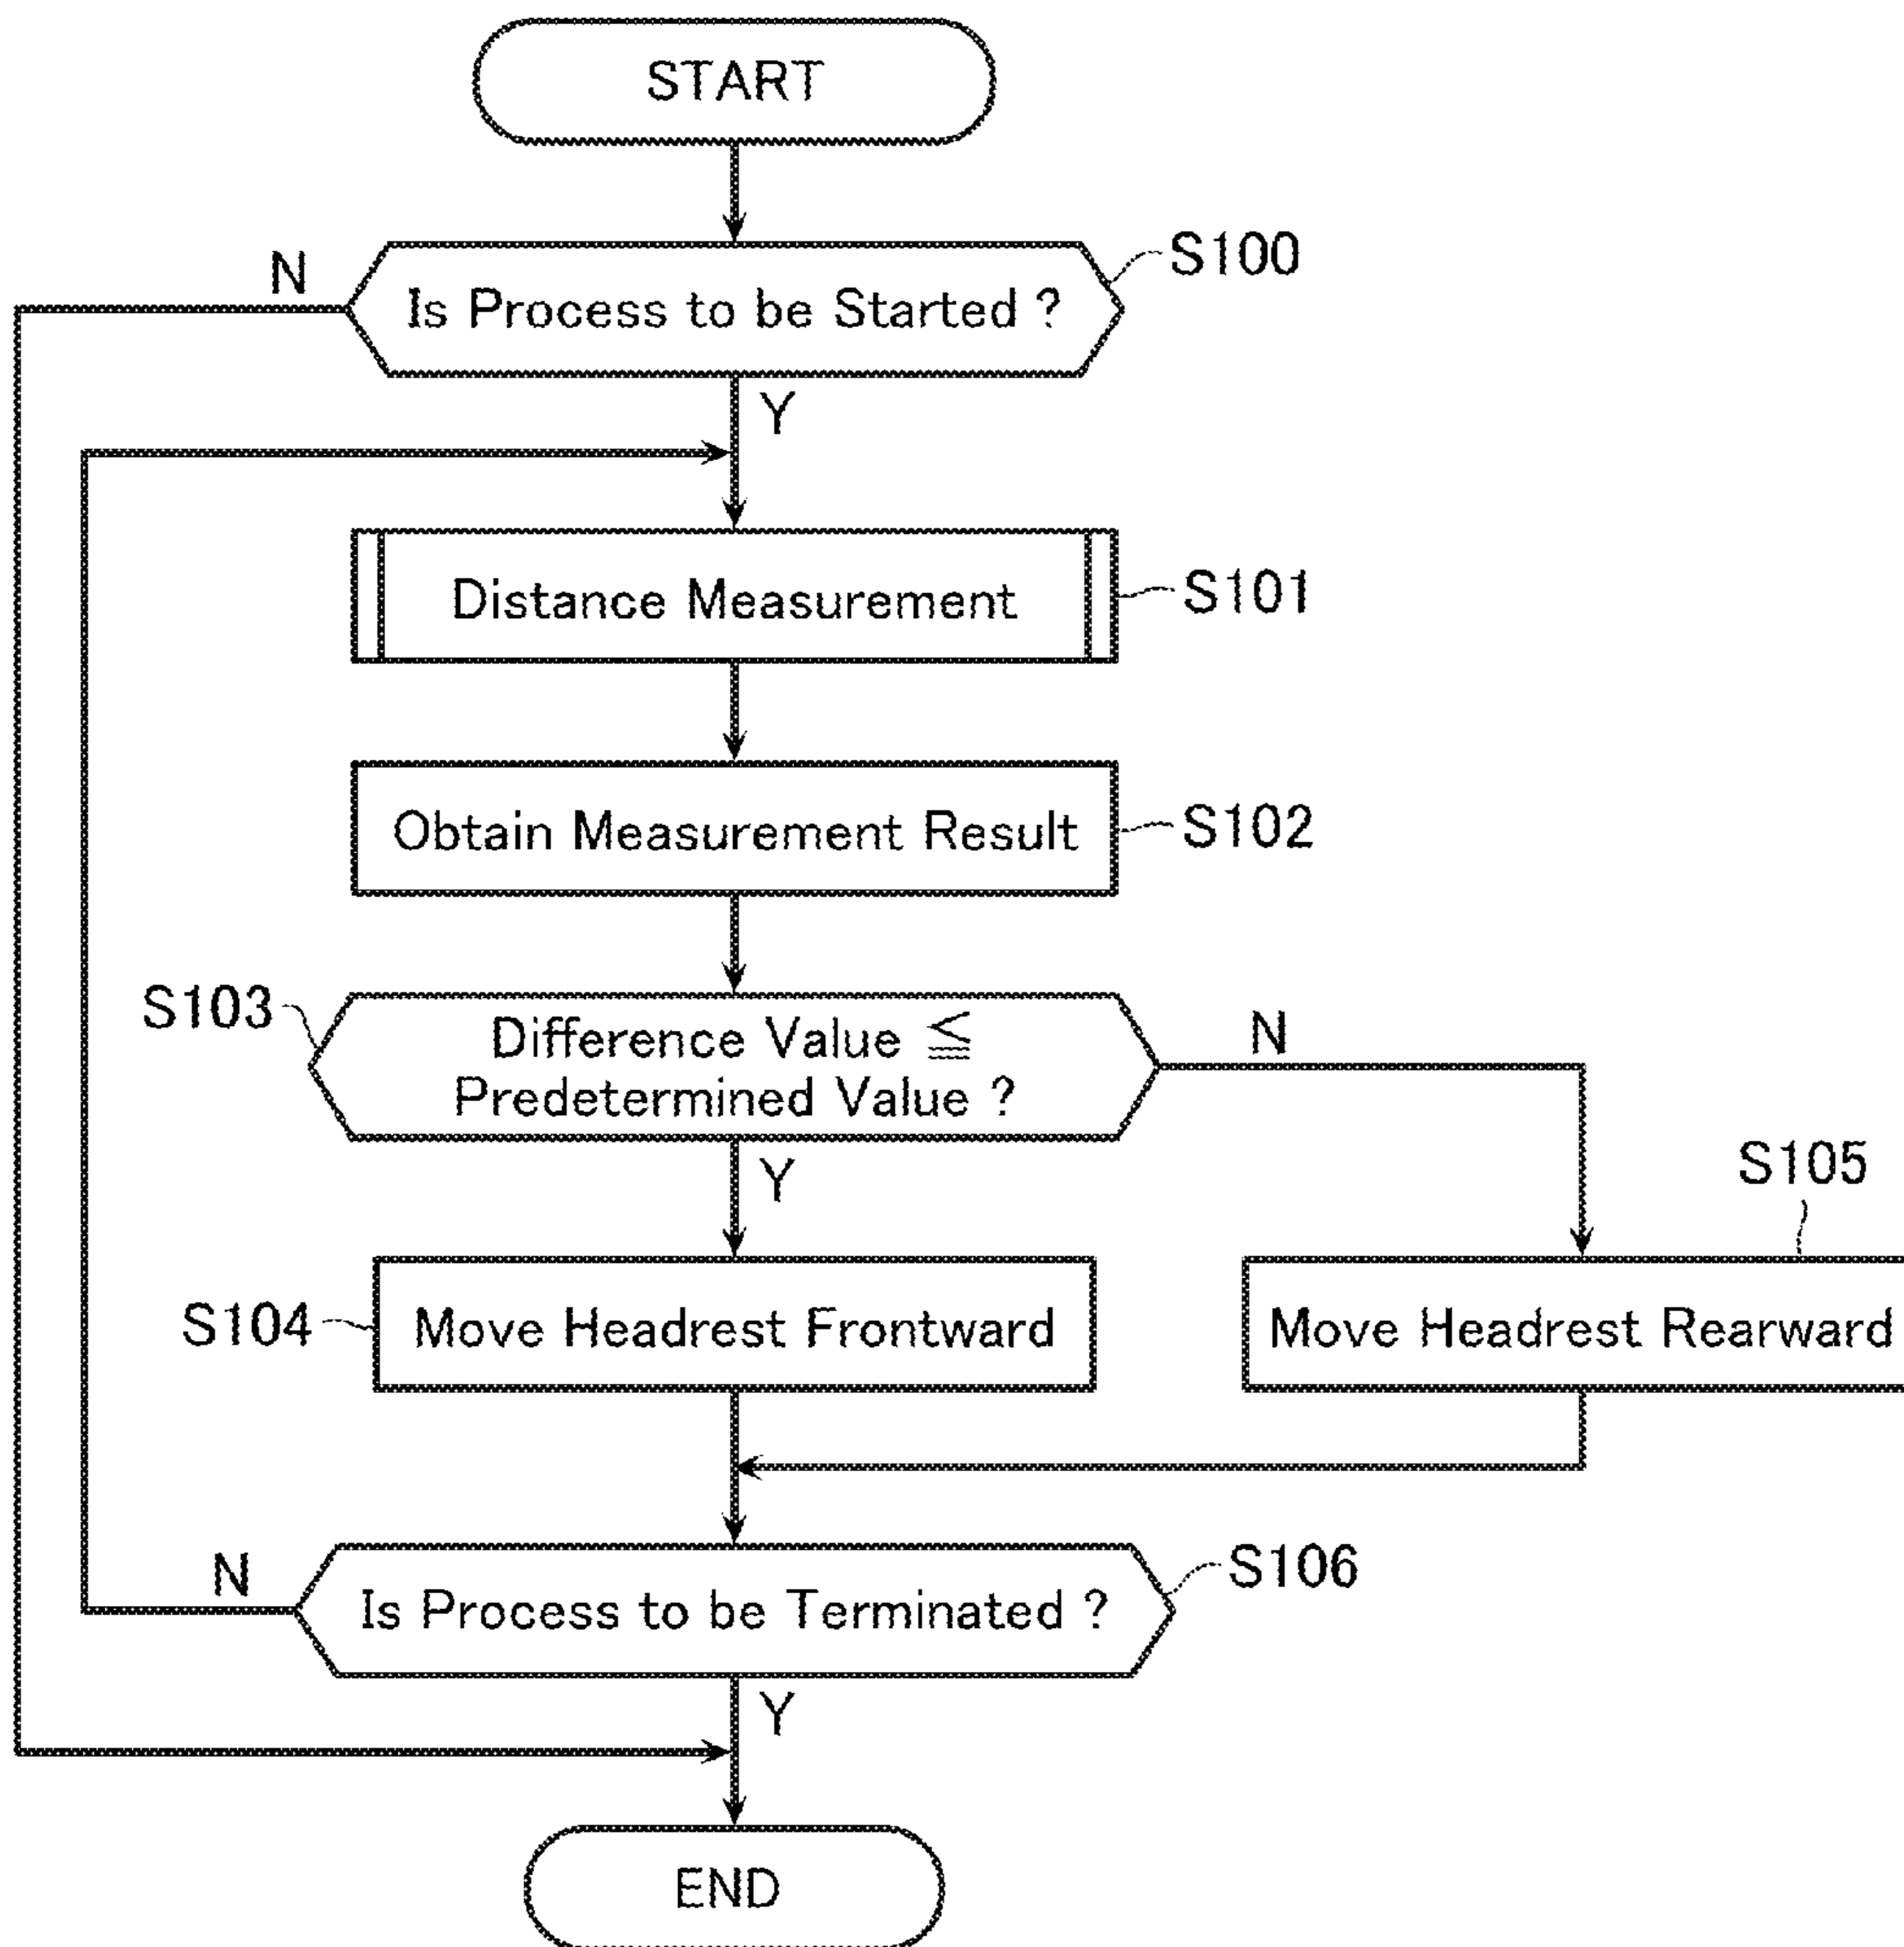 START
N
S100
Is Process to be Started ?
Y
Distance Measurement
S101
Obtain Measurement Result
S102
S103
Difference Value ≦
Predetermined Value ?
N
Y
S105
S104
Move Headrest Frontward
Move Headrest Rearward
N
S106
Is Process to be Terminated ?
Y
END